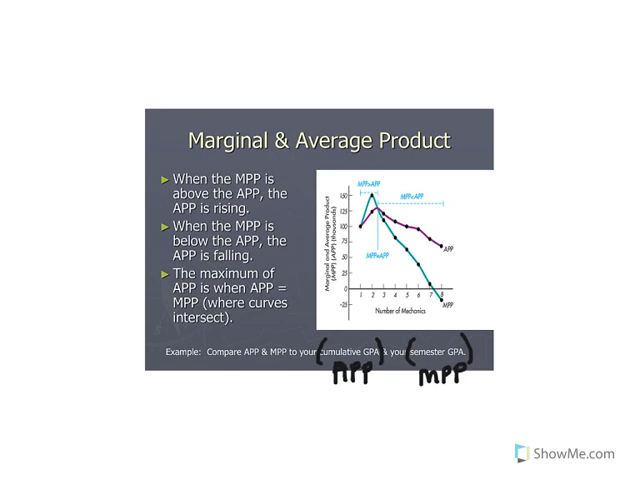 Marginal & Average Product
► When the MPP is
above the APP, the
APP is rising.
► When the MPP is
below the APP, the
APP is falling.
► The maximum of
APP is when APP =
MPP (where curves
intersect).
Marginal and Average Product
(MPP) (APP) (thousands)
MPP>APP
MPP<APP
MPP=APP
150
125
100
75
50
25
0
-25
1 2 3 4 5 6 7 8
APP
MPP
Number of Mechanics
Example: Compare APP & MPP to your cumulative GPA & your semester GPA.
(APP) (MPP)
ShowMe.com